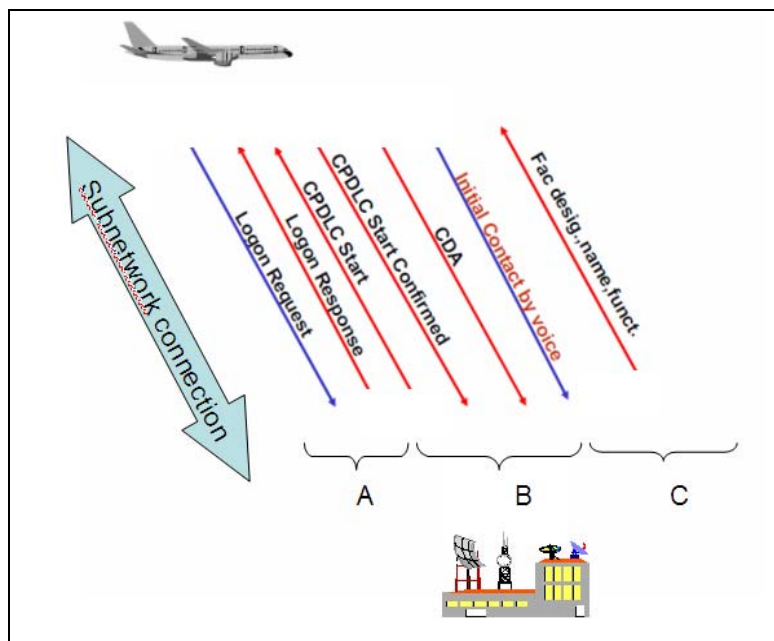 Subnetwork connection
Logon Request
Logon Response
CPDLC Start
CPDLC Start Confirmed
CDA
Initial Contact by voice
Fac desig.,name,funct.
A
B
C